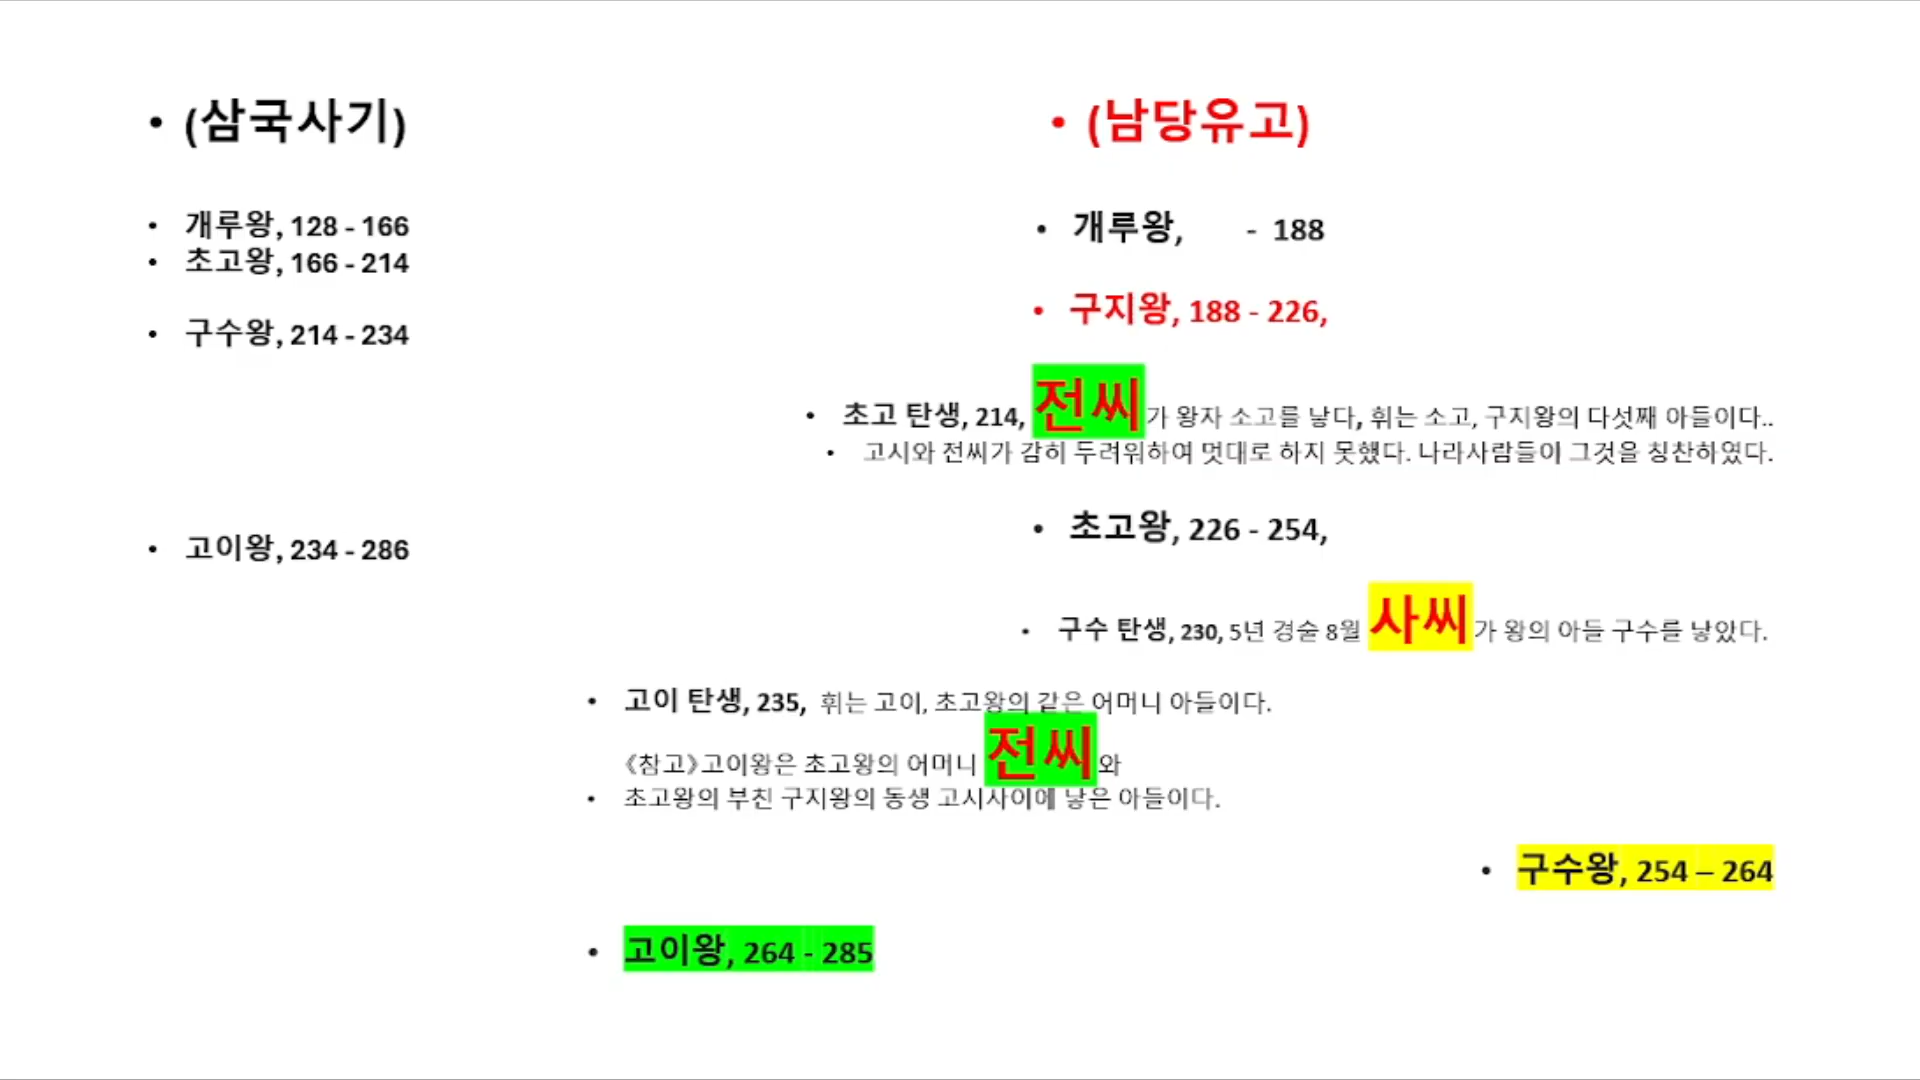 • (삼국사기)
• 개루왕, 128 - 166
• 초고왕, 166 - 214
• 구수왕, 214 - 234
• 고이왕, 234 - 286
• (남당유고)
• 개루왕, - 188
• 구지왕, 188 - 226,
• 초고 탄생, 214, 전씨가 왕자 소고를 낳다, 휘는 소고, 구지왕의 다섯째 아들이다..
• 고시와 전씨가 감히 두려워하여 멋대로 하지 못했다. 나라사람들이 그것을 칭찬하였다.
• 초고왕, 226 - 254,
• 구수 탄생, 230, 5년 경술 8월 사씨가 왕의 아들 구수를 낳았다.
• 고이 탄생, 235, 휘는 고이, 초고왕의 같은 어머니 아들이다.
《참고》고이왕은 초고왕의 어머니 전씨와
• 초고왕의 부친 구지왕의 동생 고시사이에 낳은 아들이다.
• 구수왕, 254 – 264
• 고이왕, 264 - 285